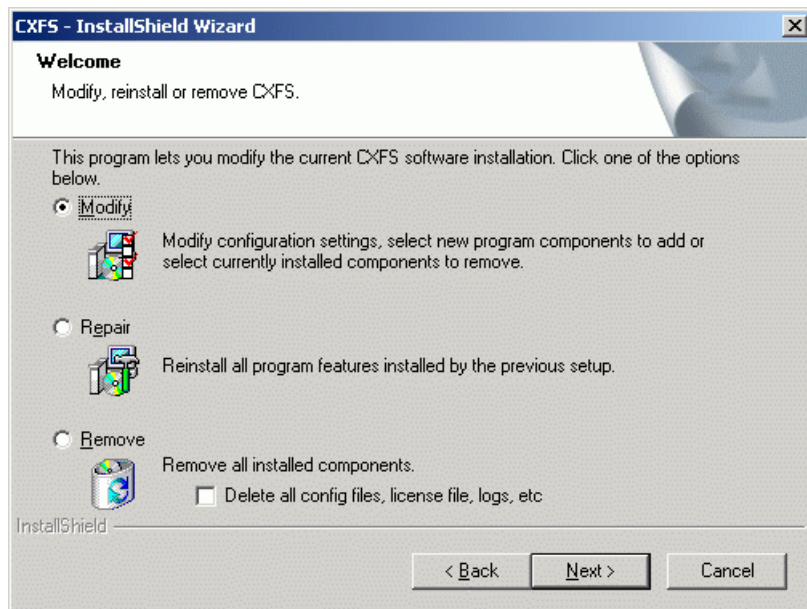 CXFS - InstallShield Wizard
Welcome
Modify, reinstall or remove CXFS.
This program lets you modify the current CXFS software installation. Click one of the options
below.
Modify
Modify configuration settings, select new program components to add or
select currently installed components to remove.
Repair
Reinstall all program features installed by the previous setup.
Remove
Remove all installed components.
Delete all config files, license file, logs, etc
InstallShield
< Back Next > Cancel